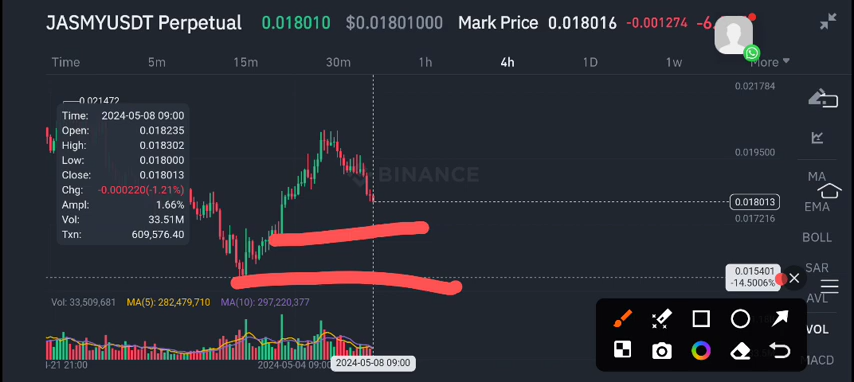 JASMYUSDT Perpetual 0.018010 $0.01801000 Mark Price 0.018016 -0.001274 -6.
Time 5m 15m 30m 1h 4h 1D 1w More
0.021784
0.021472
Time: 2024-05-08 09:00
Open: 0.018235
High: 0.018302
Low: 0.018000
Close: 0.018013
Chg: -0.000220(-1.21%)
Ampl: 1.66%
Vol: 33.51M
Txn: 609,576.40
BINANCE
0.019500
0.018013
0.017216
0.015401
-14.5006%
MA
EMA
BOLL
SAR
AVL
VOL
MACD
Vol: 33,509,681 MA(5): 282,479,710 MA(10): 297,220,377
-21 21:00 2024-05-04 09:00 2024-05-08 09:00